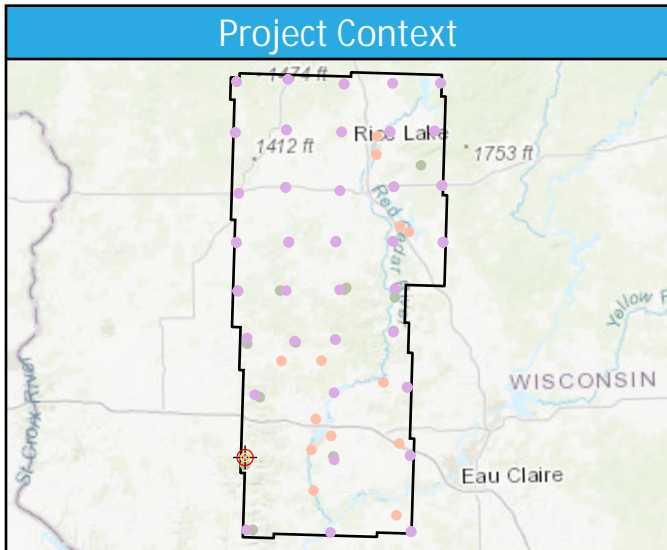 Project Context
1474 ft
Rice Lake
1412 ft
1753 ft
Red Cedar River
Yellow R
WISCONSIN
St Croix River
Eau Claire